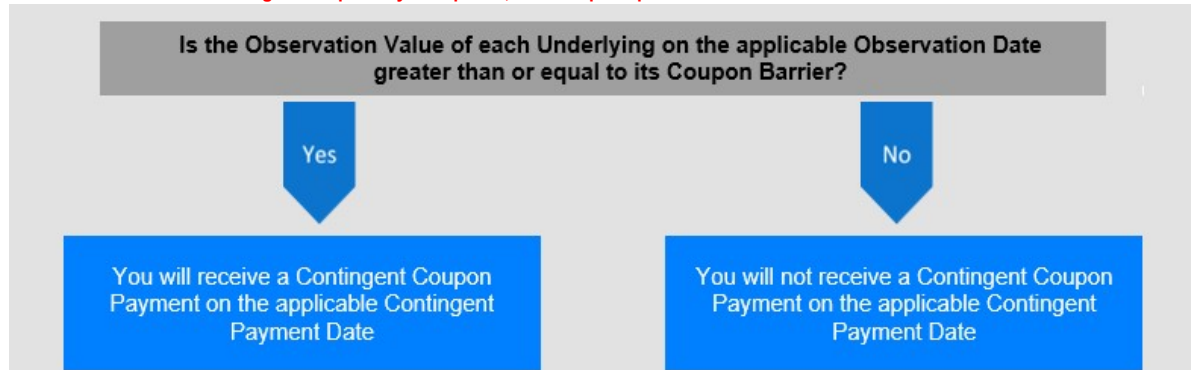 Is the Observation Value of each Underlying on the applicable Observation Date
greater than or equal to its Coupon Barrier?
Yes
No
You will receive a Contingent Coupon
Payment on the applicable Contingent
Payment Date
You will not receive a Contingent Coupon
Payment on the applicable Contingent
Payment Date